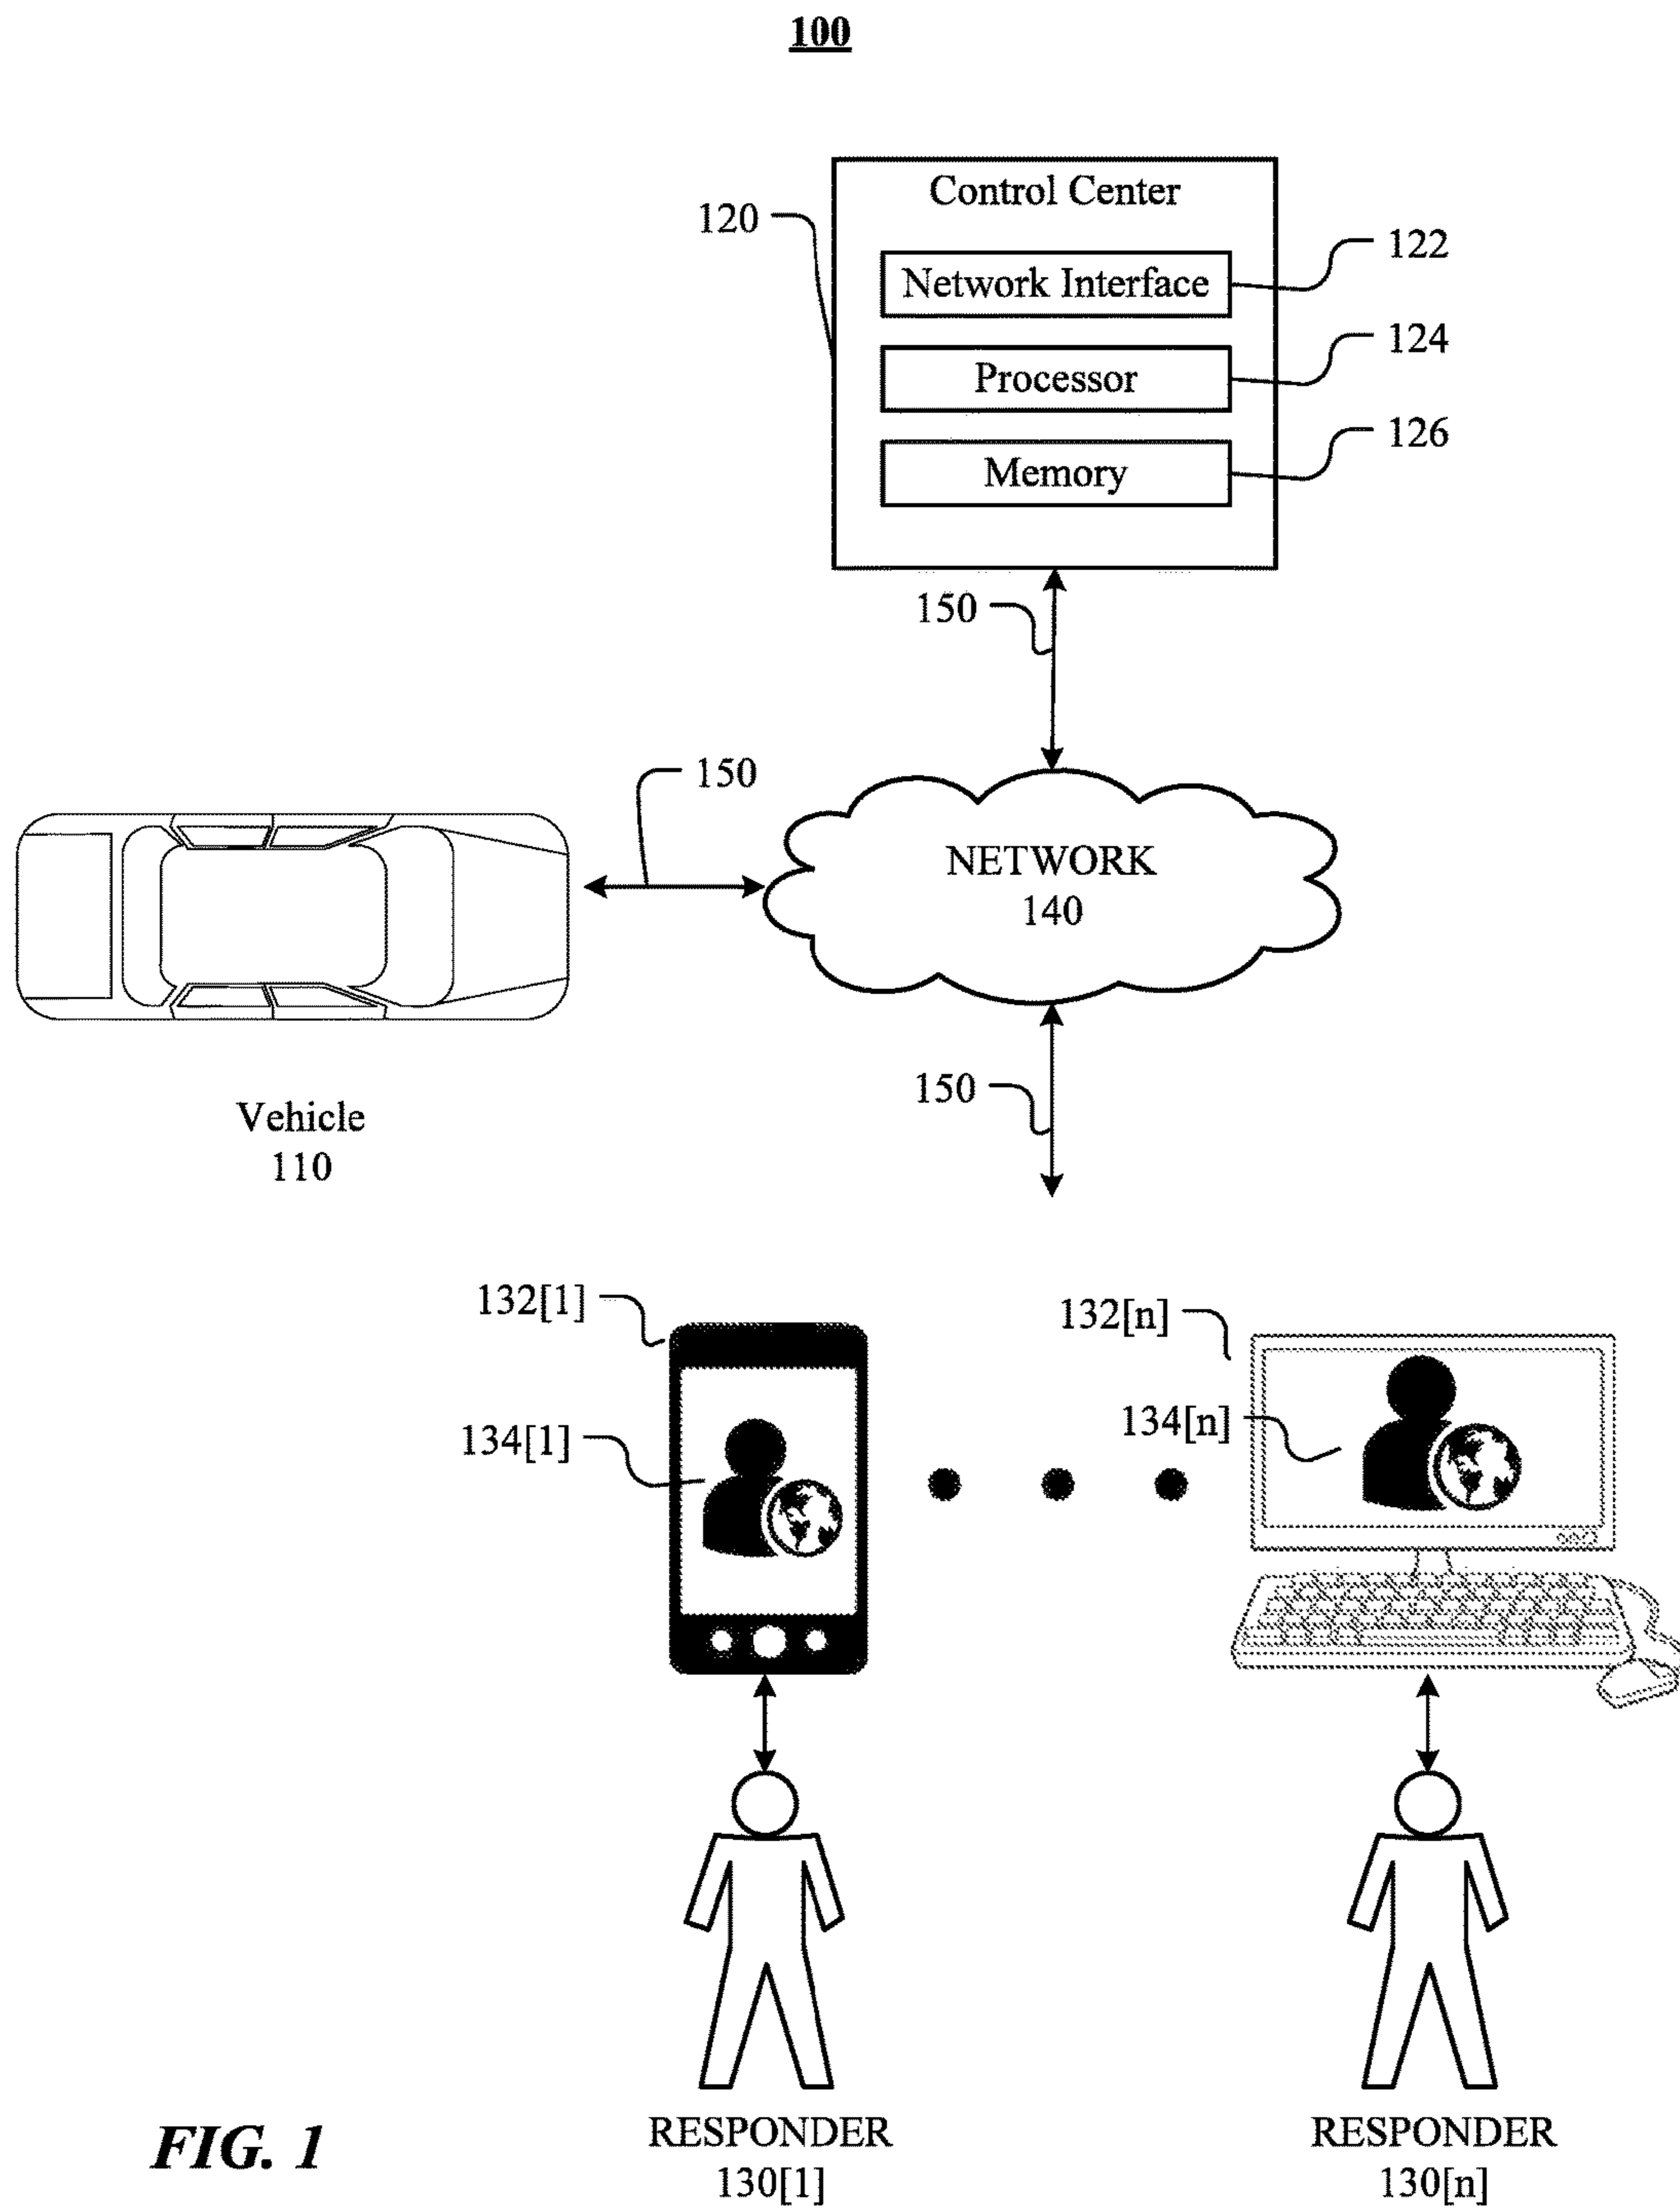 100
Control Center
120
Network Interface
122
Processor
124
Memory
126
150
150
NETWORK
140
150
Vehicle
110
132[1]
132[n]
134[1]
134[n]
RESPONDER
130[1]
RESPONDER
130[n]
FIG. 1